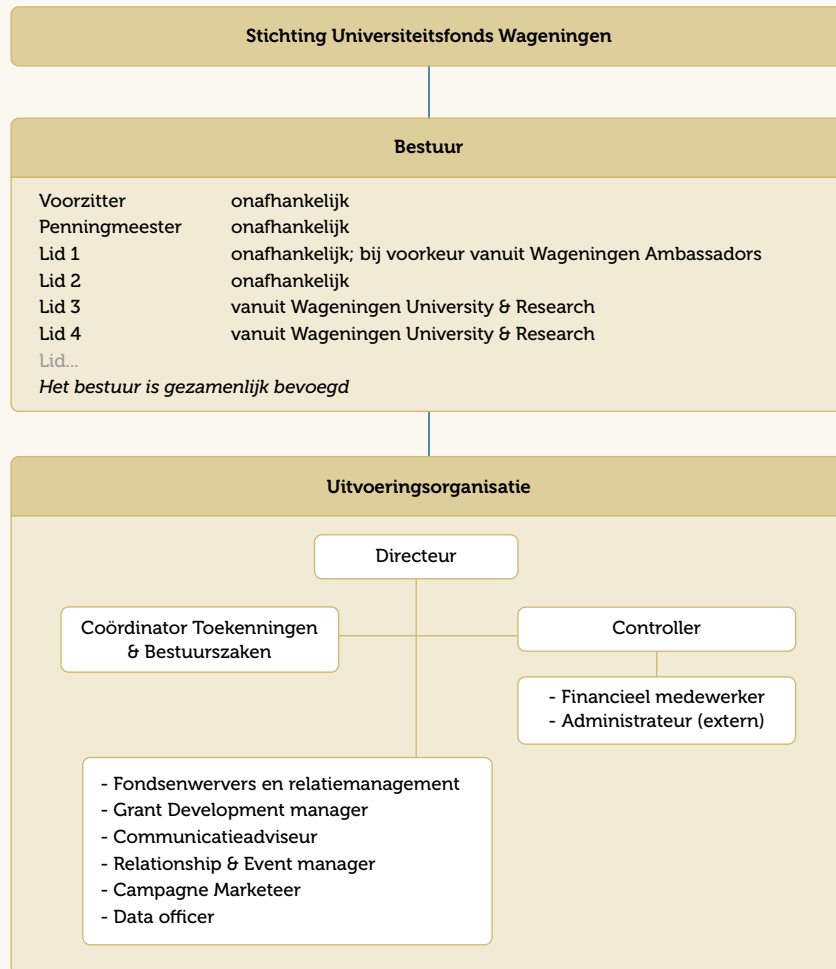 Stichting Universiteitsfonds Wageningen
Bestuur
Voorzitter onafhankelijk
Penningmeester onafhankelijk
Lid 1 onafhankelijk; bij voorkeur vanuit Wageningen Ambassadors
Lid 2 onafhankelijk
Lid 3 vanuit Wageningen University & Research
Lid 4 vanuit Wageningen University & Research
Lid...
Het bestuur is gezamenlijk bevoegd
Uitvoeringsorganisatie
Directeur
Coördinator Toekenningen
& Bestuurszaken
Controller
- Financieel medewerker
- Administrateur (extern)
- Fondsenwervers en relatiemanagement
- Grant Development manager
- Communicatieadviseur
- Relationship & Event manager
- Campagne Marketeer
- Data officer